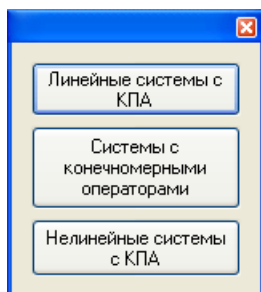 Линейные системы с
КПА
Системы с
конечномерными
операторами
Нелинейные системы
с КПА